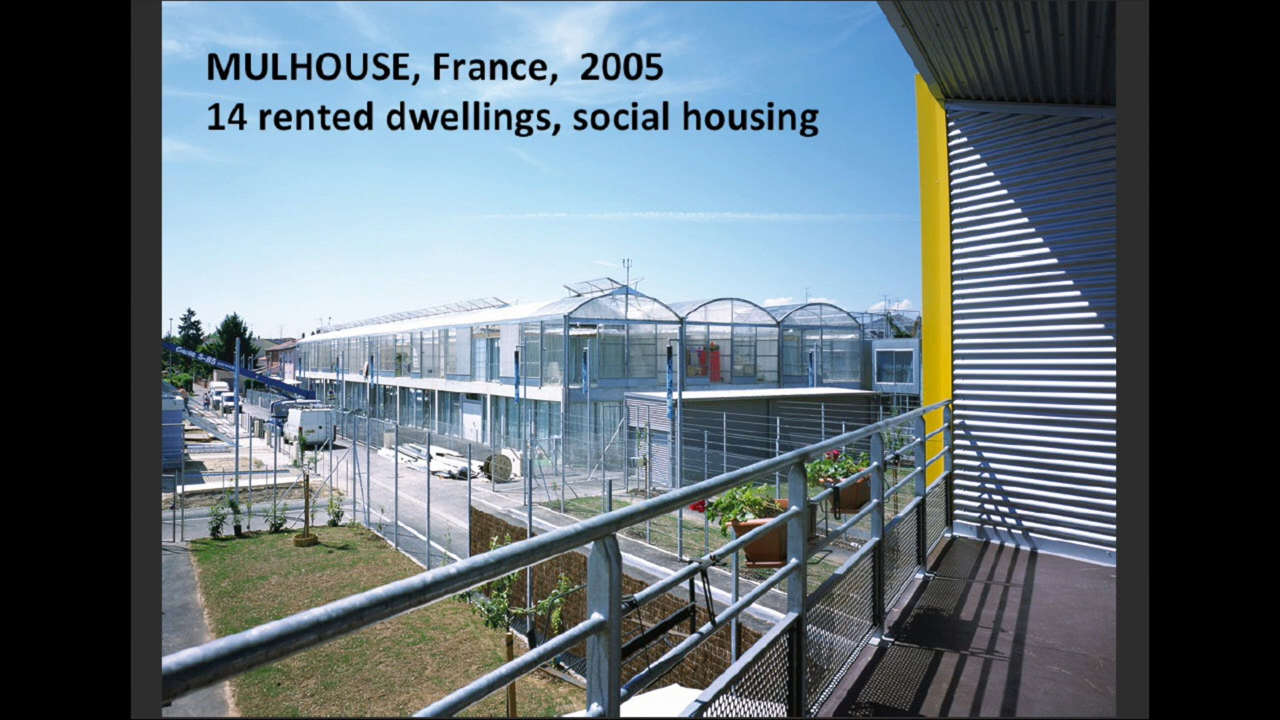 MULHOUSE, France, 2005
14 rented dwellings, social housing